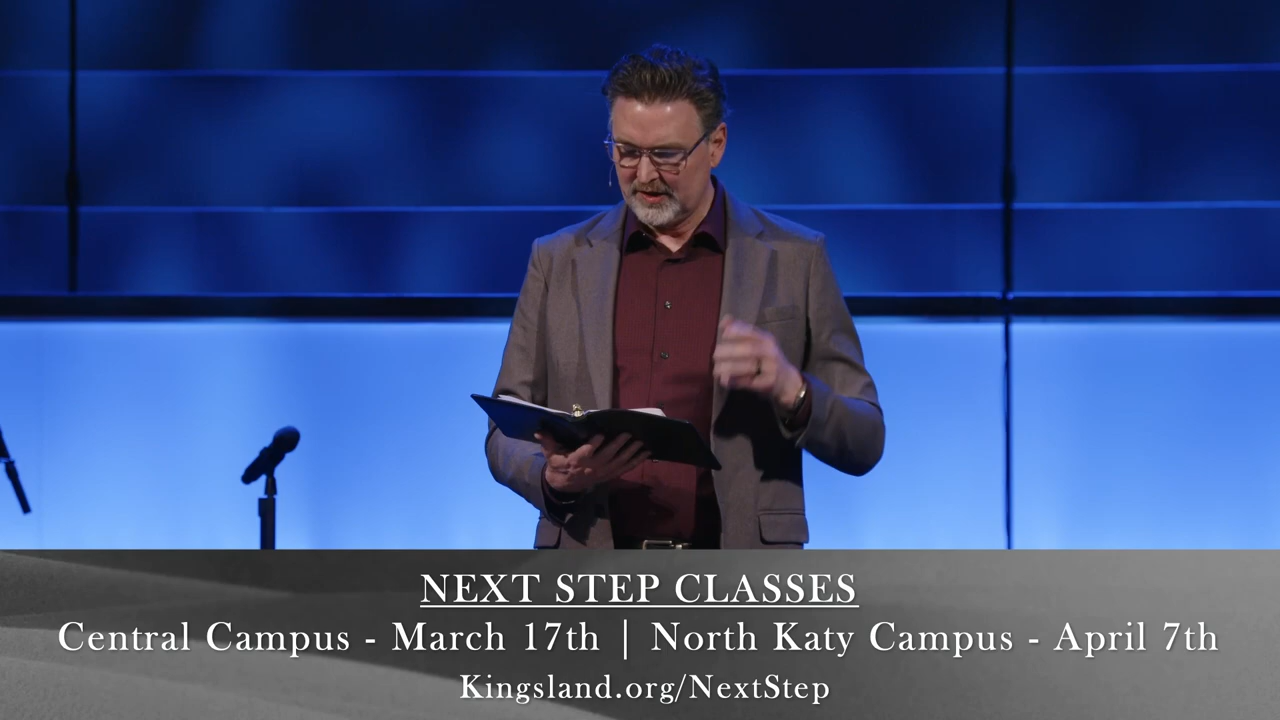 NEXT STEP CLASSES
Central Campus - March 17th | North Katy Campus - April 7th
Kingsland.org/NextStep